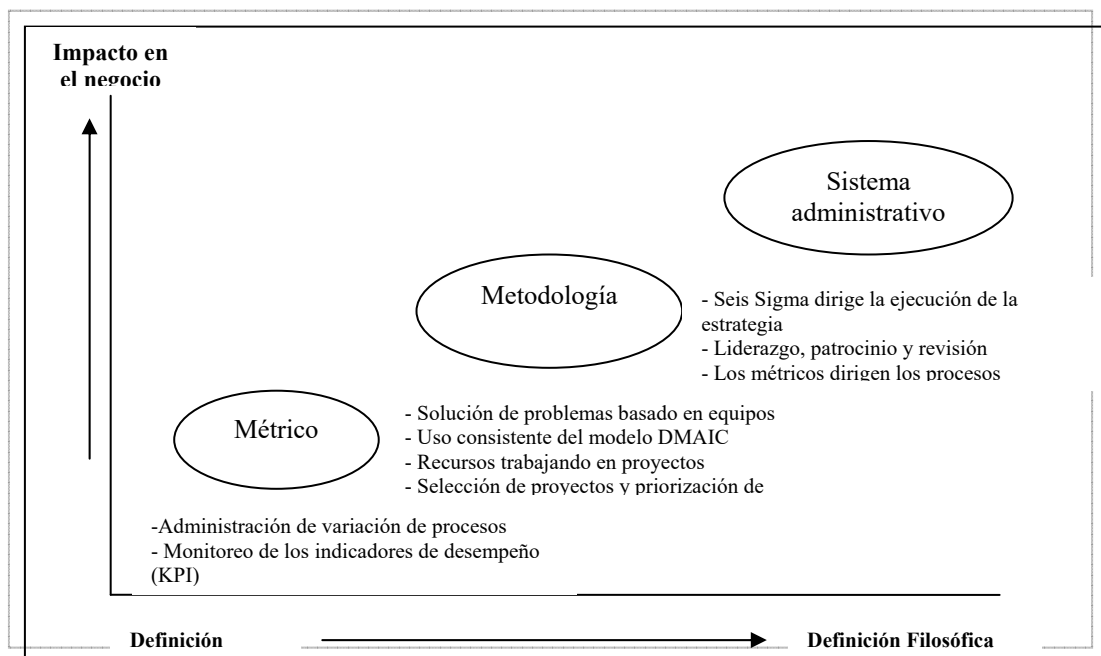 Impacto en
el negocio
Sistema
administrativo
Metodología
- Seis Sigma dirige la ejecución de la
estrategia
- Liderazgo, patrocinio y revisión
- Los métricos dirigen los procesos
Métrico
- Solución de problemas basado en equipos
- Uso consistente del modelo DMAIC
- Recursos trabajando en proyectos
- Selección de proyectos y priorización de
-Administración de variación de procesos
- Monitoreo de los indicadores de desempeño
(KPI)
Definición
Definición Filosófica